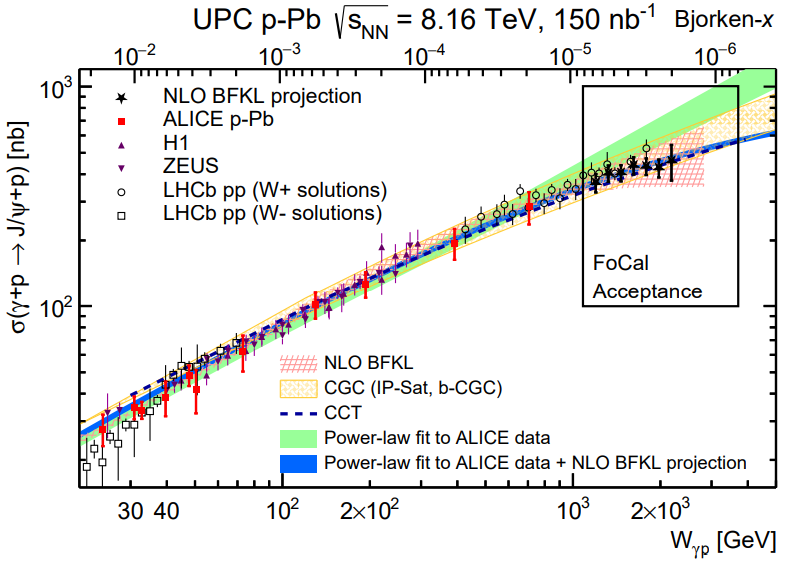 UPC p-Pb √s_NN = 8.16 TeV, 150 nb⁻¹ Bjorken-x
10⁻² 10⁻³ 10⁻⁴ 10⁻⁵ 10⁻⁶
10³
10²
σ(γ+p → J/ψ+p) [nb]
NLO BFKL projection
ALICE p-Pb
H1
ZEUS
LHCb pp (W+ solutions)
LHCb pp (W- solutions)
FoCal
Acceptance
NLO BFKL
CGC (IP-Sat, b-CGC)
CCT
Power-law fit to ALICE data
Power-law fit to ALICE data + NLO BFKL projection
30 40 10² 2×10² 10³ 2×10³
W_γp [GeV]